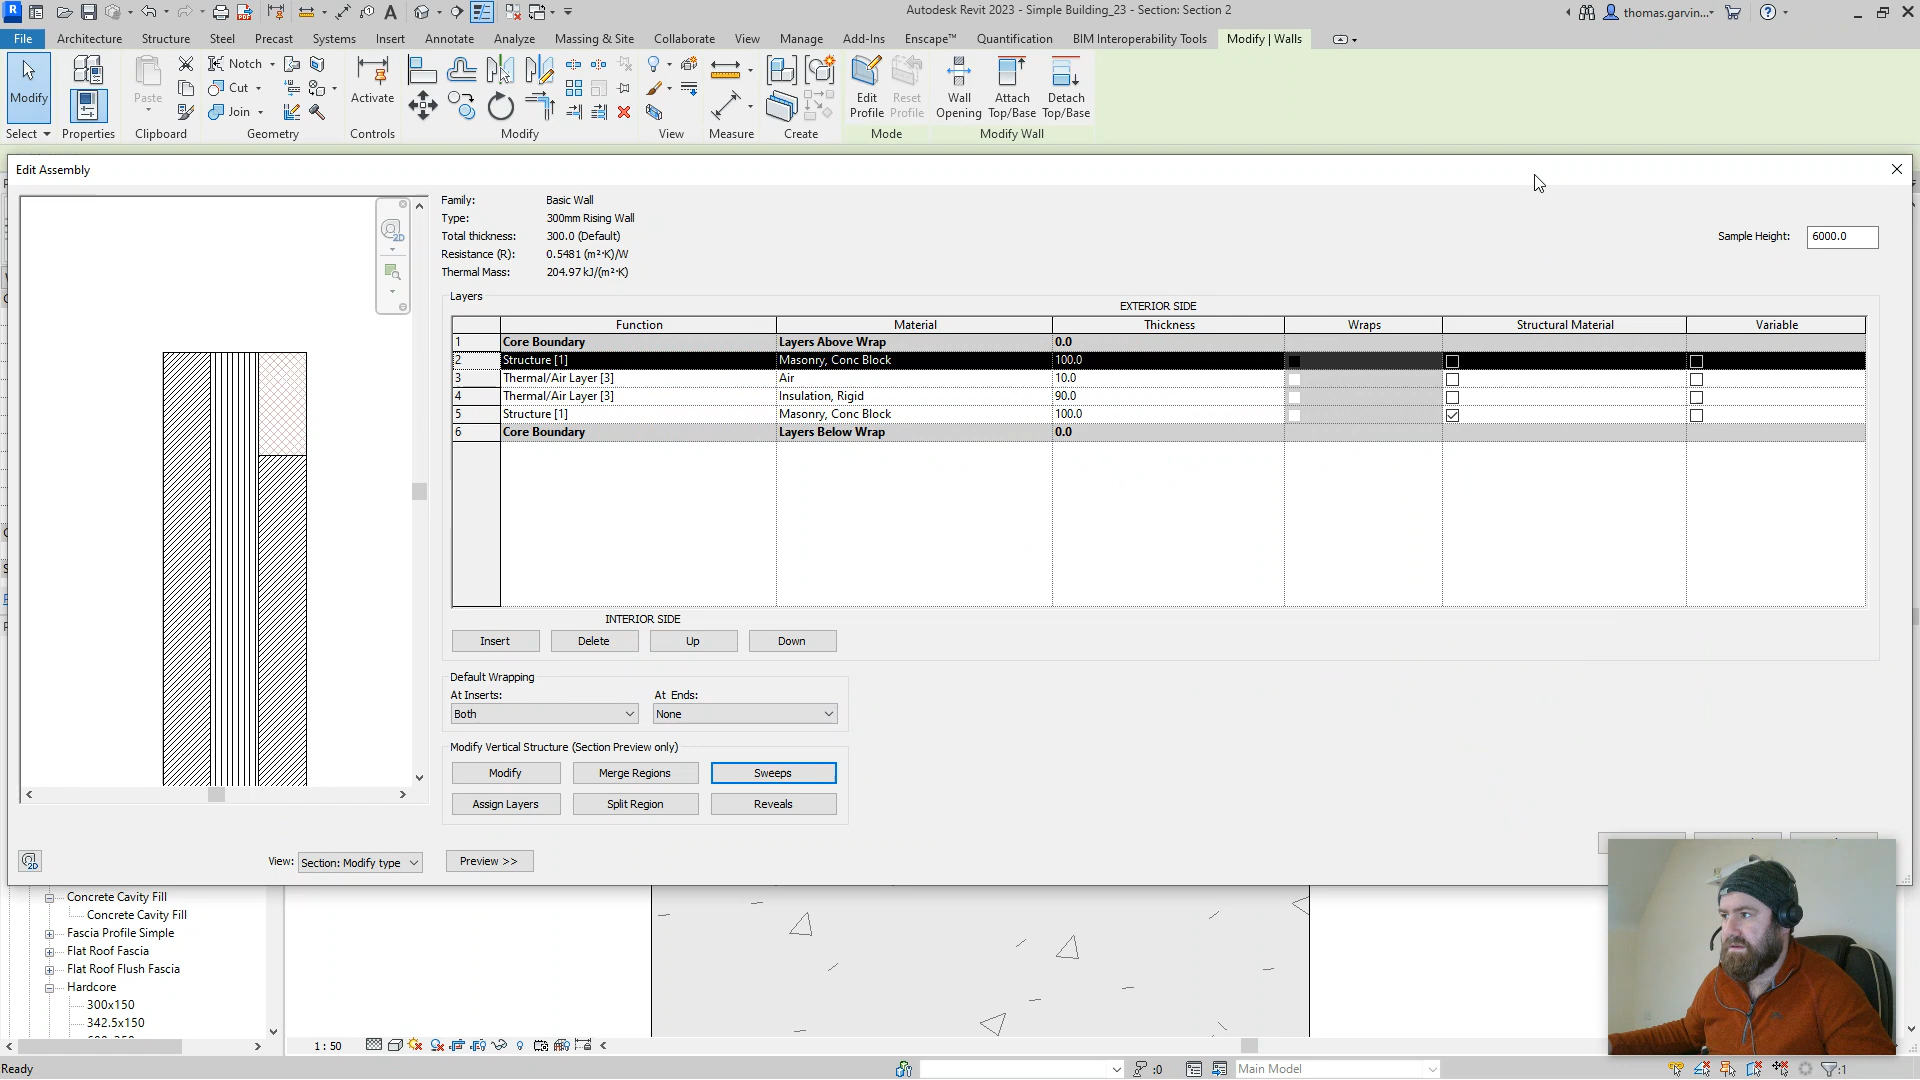 Autodesk Revit 2023 - Simple Building_23 - Section: Section 2
thomas.garvin...
File Architecture Structure Steel Precast Systems Insert Annotate Analyze Massing & Site Collaborate View Manage Add-Ins Enscape™ Quantification BIM Interoperability Tools Modify | Walls
Modify
Paste
Notch
Cut
Join
Activate
Edit Profile
Reset Profile
Wall Opening
Attach Top/Base
Detach Top/Base
Select Properties Clipboard Geometry Controls Modify View Measure Create Mode Modify Wall
Edit Assembly
Family: Basic Wall
Type: 300mm Rising Wall
Total thickness: 300.0 (Default)
Resistance (R): 0.5481 (m²·K)/W
Thermal Mass: 204.97 kJ/(m²·K)
Sample Height: 6000.0
2D
Layers
EXTERIOR SIDE
Function Material Thickness Wraps Structural Material Variable
1 Core Boundary Layers Above Wrap 0.0
2 Structure [1] Masonry, Conc Block 100.0
3 Thermal/Air Layer [3] Air 10.0
4 Thermal/Air Layer [3] Insulation, Rigid 90.0
5 Structure [1] Masonry, Conc Block 100.0
6 Core Boundary Layers Below Wrap 0.0
INTERIOR SIDE
Insert Delete Up Down
Default Wrapping
At Inserts: At Ends:
Both None
Modify Vertical Structure (Section Preview only)
Modify Merge Regions Sweeps
Assign Layers Split Region Reveals
View: Section: Modify type Preview >>
Concrete Cavity Fill
Concrete Cavity Fill
Fascia Profile Simple
Flat Roof Fascia
Flat Roof Flush Fascia
Hardcore
300x150
342.5x150
1 : 50
Ready
:0
Main Model
:1